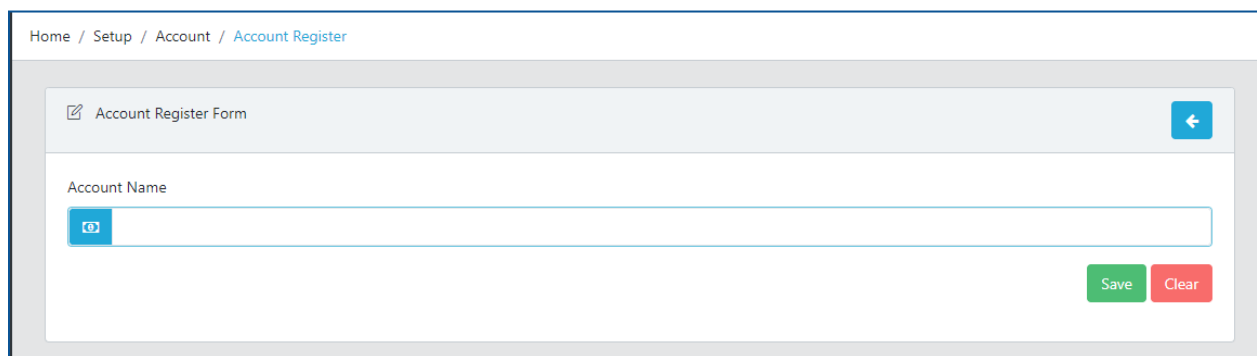 Home / Setup / Account / Account Register
Account Register Form
Account Name
Save Clear